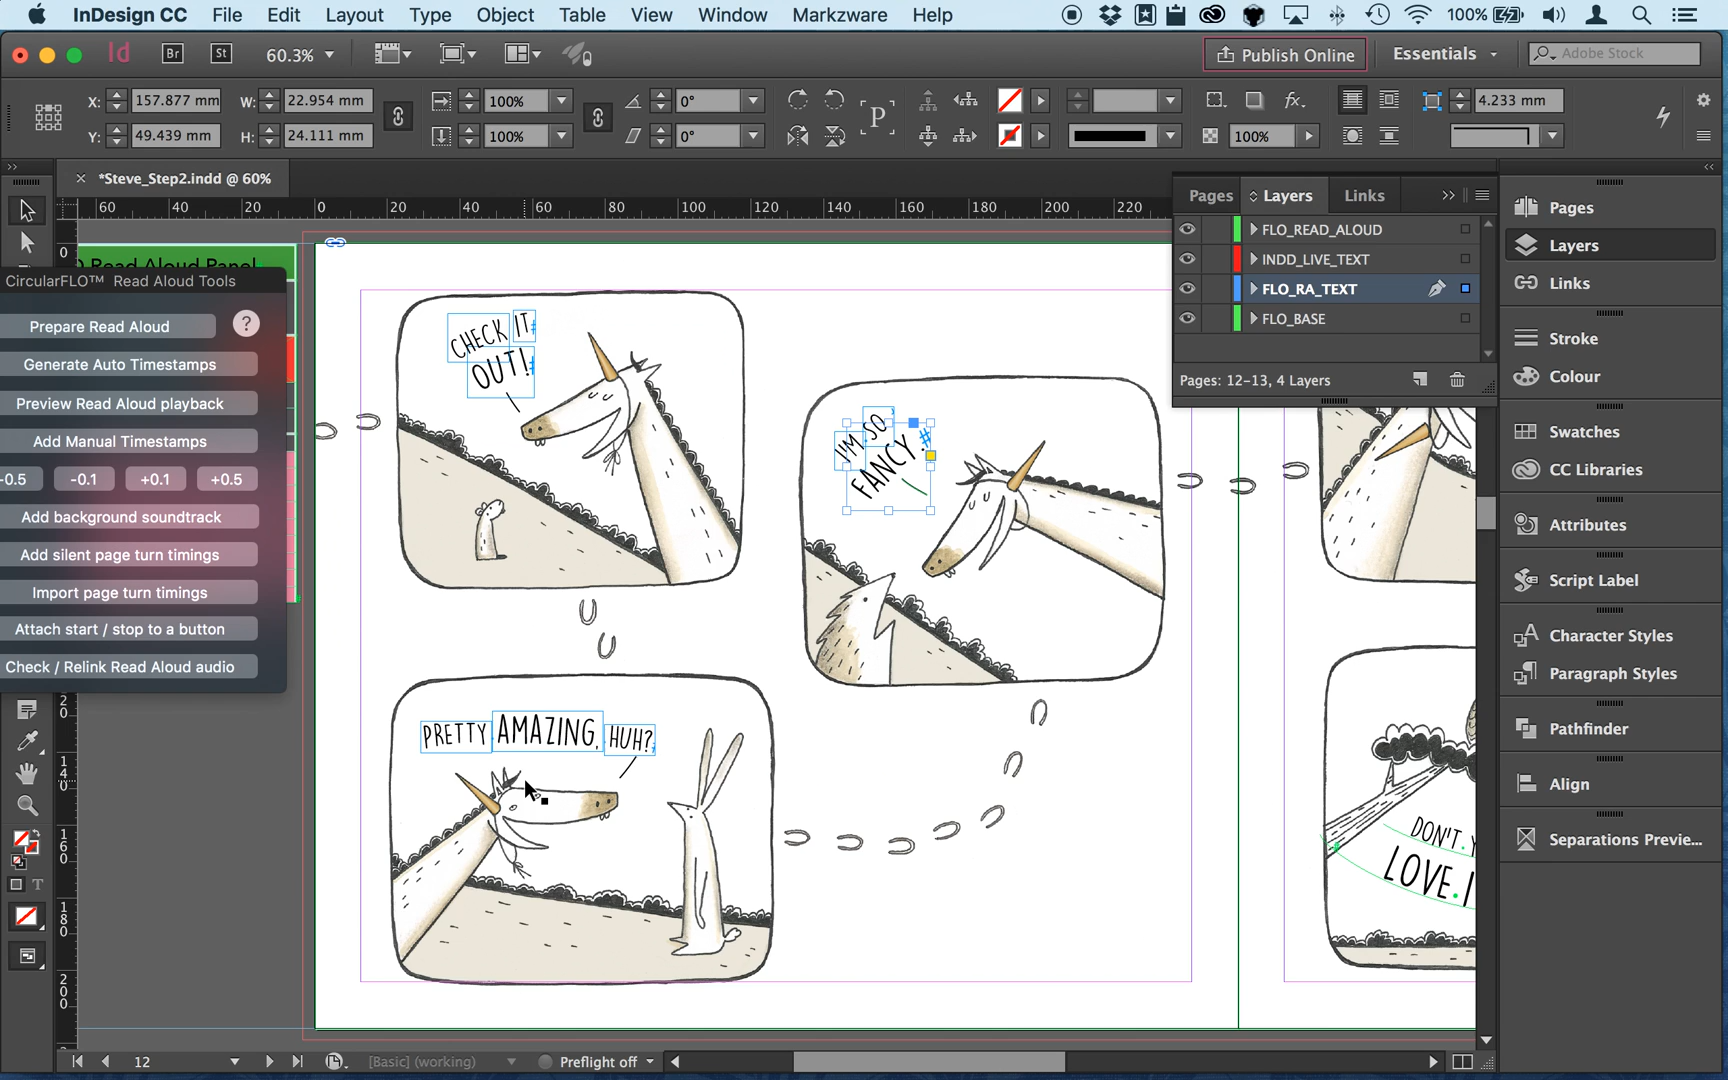 InDesign CC File Edit Layout Type Object Table View Window Markzware Help 100%
Id Br St 60.3% Publish Online Essentials Adobe Stock
X: 157.877 mm W: 22.954 mm 100% 0° P fx. 4.233 mm
Y: 49.439 mm H: 24.111 mm 100% 0° 100%
*Steve_Step2.indd @ 60%
60 40 20 0 20 40 60 80 100 120 140 160 180 200 220
Pages Layers Links
FLO_READ_ALOUD
INDD_LIVE_TEXT
FLO_RA_TEXT
FLO_BASE
Pages: 12-13, 4 Layers
Pages
Layers
Links
Stroke
Colour
Swatches
CC Libraries
Attributes
Script Label
Character Styles
Paragraph Styles
Pathfinder
Align
Separations Previe...
Read Aloud Panel
CircularFLO™ Read Aloud Tools
Prepare Read Aloud ?
Generate Auto Timestamps
Preview Read Aloud playback
Add Manual Timestamps
-0.5 -0.1 +0.1 +0.5
Add background soundtrack
Add silent page turn timings
Import page turn timings
Attach start / stop to a button
Check / Relink Read Aloud audio
CHECK IT
OUT!
I'M SO
FANCY!
PRETTY AMAZING, HUH?
DON'T Y
LOVE I
12 [Basic] (working) Preflight off